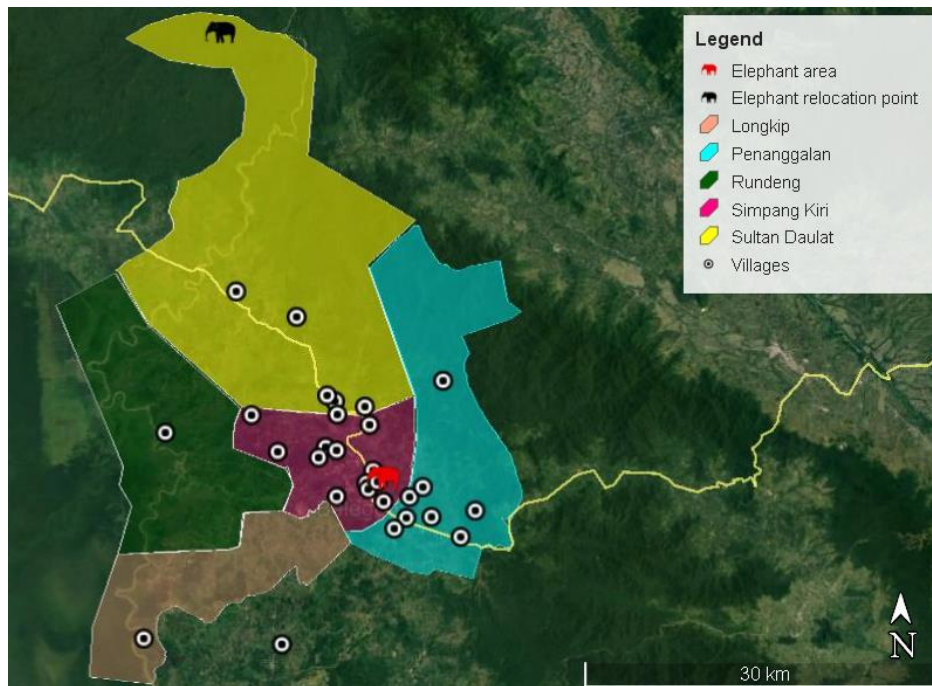 Legend
Elephant area
Elephant relocation point
Longkip
Penanggalan
Rundeng
Simpang Kiri
Sultan Daulat
Villages
N
30 km